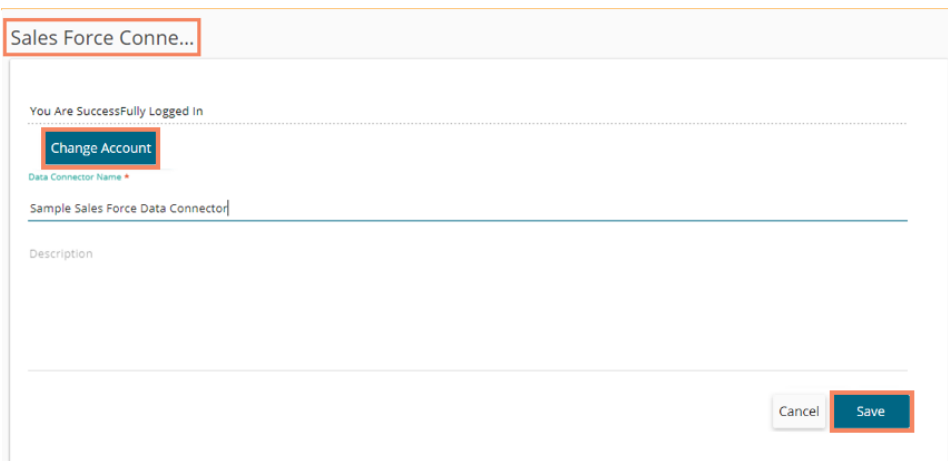 Sales Force Conne...
You Are SuccessFully Logged In
Change Account
Data Connector Name *
Sample Sales Force Data Connector
Description
Cancel Save